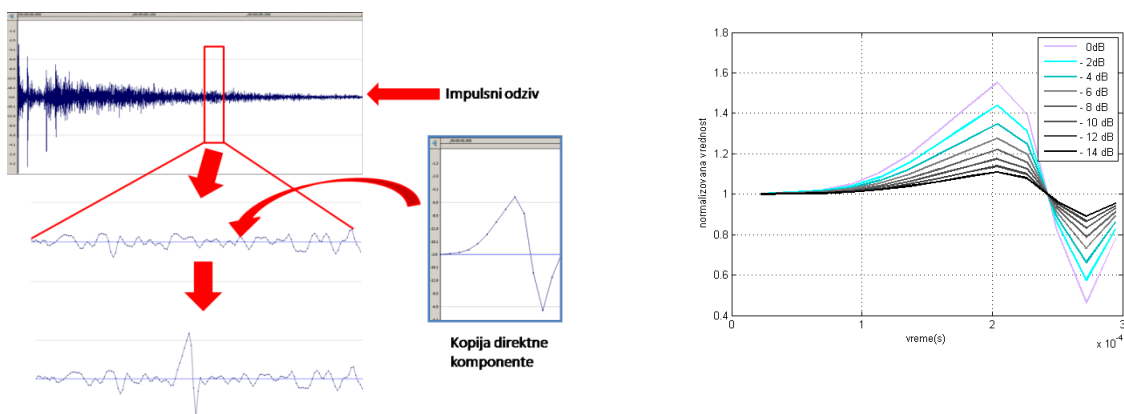 Impulsni odziv
Kopija direktne
komponente
1.8
1.6
1.4
1.2
1
0.8
0.6
0.4
normalizovana vrednost
0dB
- 2dB
- 4 dB
- 6 dB
- 8 dB
- 10 dB
- 12 dB
- 14 dB
0
1
2
3
vreme(s)
x 10⁻⁴